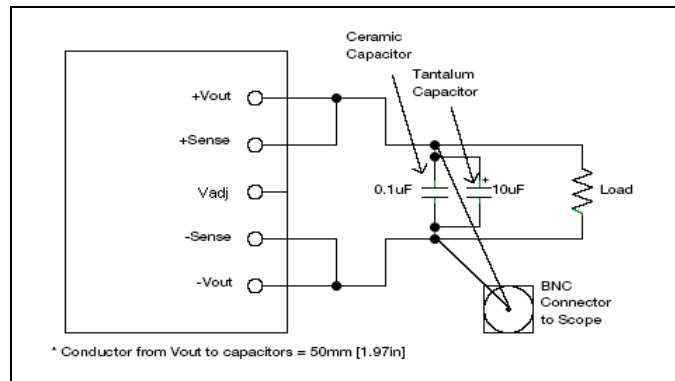 Ceramic
Capacitor
Tantalum
Capacitor
+Vout
+Sense
Vadj
-Sense
-Vout
0.1uF
+
10uF
Load
BNC
Connector
to Scope
* Conductor from Vout to capacitors = 50mm [1.97in]